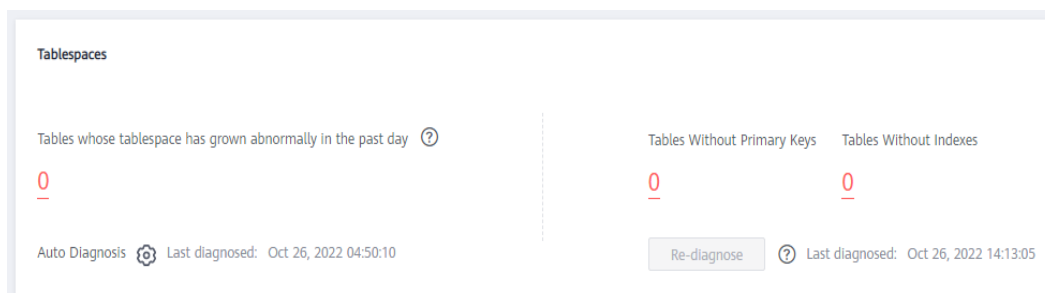 Tablespaces
Tables whose tablespace has grown abnormally in the past day ?
0
Auto Diagnosis Last diagnosed: Oct 26, 2022 04:50:10
Tables Without Primary Keys Tables Without Indexes
0 0
Re-diagnose ? Last diagnosed: Oct 26, 2022 14:13:05